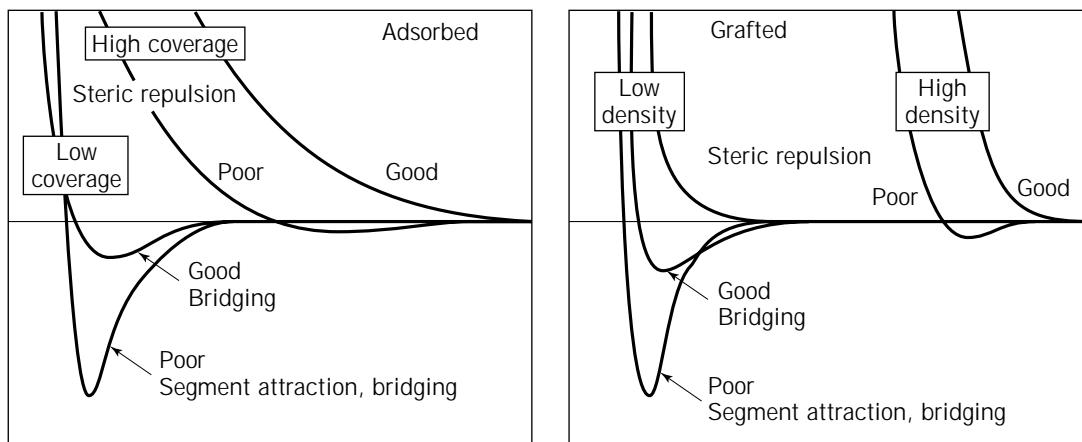 Adsorbed
High coverage
Steric repulsion
Low
coverage
Poor
Good
Good
Bridging
Poor
Segment attraction, bridging
Grafted
Low
density
High
density
Steric repulsion
Poor
Good
Good
Bridging
Poor
Segment attraction, bridging